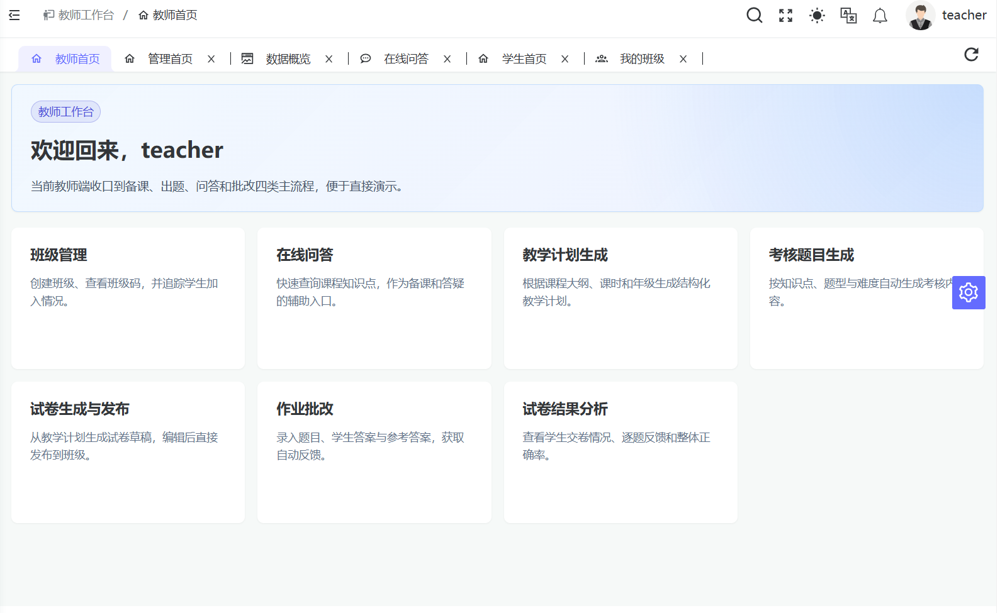 教师工作台 / 教师首页
teacher
教师首页 管理首页 X 数据概览 X 在线问答 X 学生首页 X 我的班级 X
教师工作台
欢迎回来，teacher
当前教师端收口到备课、出题、问答和批改四类主流程，便于直接演示。
班级管理
创建班级、查看班级码，并追踪学生加
入情况。
在线问答
快速查询课程知识点，作为备课和答疑
的辅助入口。
教学计划生成
根据课程大纲、课时和年级生成结构化
教学计划。
考核题目生成
按知识点、题型与难度自动生成考核内
容。
试卷生成与发布
从教学计划生成试卷草稿，编辑后直接
发布到班级。
作业批改
录入题目、学生答案与参考答案，获取
自动反馈。
试卷结果分析
查看学生交卷情况、逐题反馈和整体正
确率。